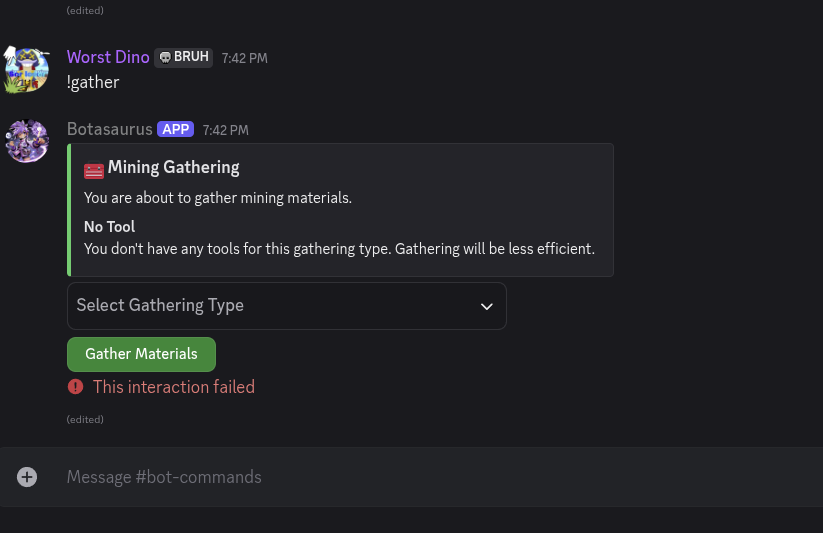 (edited)
Worst Dino BRUH 7:42 PM
!gather
Botasaurus APP 7:42 PM
Mining Gathering
You are about to gather mining materials.
No Tool
You don't have any tools for this gathering type. Gathering will be less efficient.
Select Gathering Type
Gather Materials
This interaction failed
(edited)
Message #bot-commands